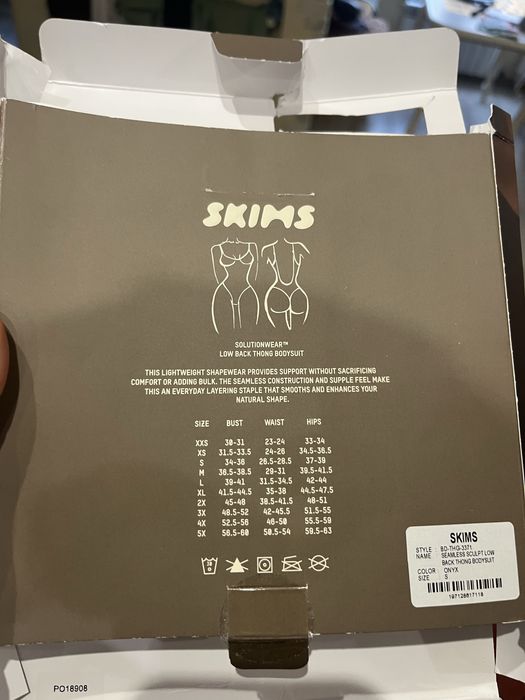 SKIMS
SOLUTIONWEAR™
LOW BACK THONG BODYSUIT
THIS LIGHTWEIGHT SHAPEWEAR PROVIDES SUPPORT WITHOUT SACRIFICING
COMFORT OR ADDING BULK. THE SEAMLESS CONSTRUCTION AND SUPPLE FEEL MAKE
THIS AN EVERYDAY LAYERING STAPLE THAT SMOOTHS AND ENHANCES YOUR
NATURAL SHAPE.
SIZE BUST WAIST HIPS
XXS 30-31 23-24 33-34
XS 31.5-33.5 24-26 34.5-36.5
S 34-36 26.5-28.5 37-39
M 36.5-38.5 29-31 39.5-41.5
L 39-41 31.5-34.5 42-44
XL 41.5-44.5 35-38 44.5-47.5
2X 45-48 38.5-41.5 48-51
3X 48.5-52 42-45.5 51.5-55
4X 52.5-56 46-50 55.5-59
5X 56.5-60 50.5-54 59.5-63
30
SKIMS
STYLE : BD-THG-3371
NAME : SEAMLESS SCULPT LOW
BACK THONG BODYSUIT
COLOR : ONYX
SIZE : S
197126617118
PO18908